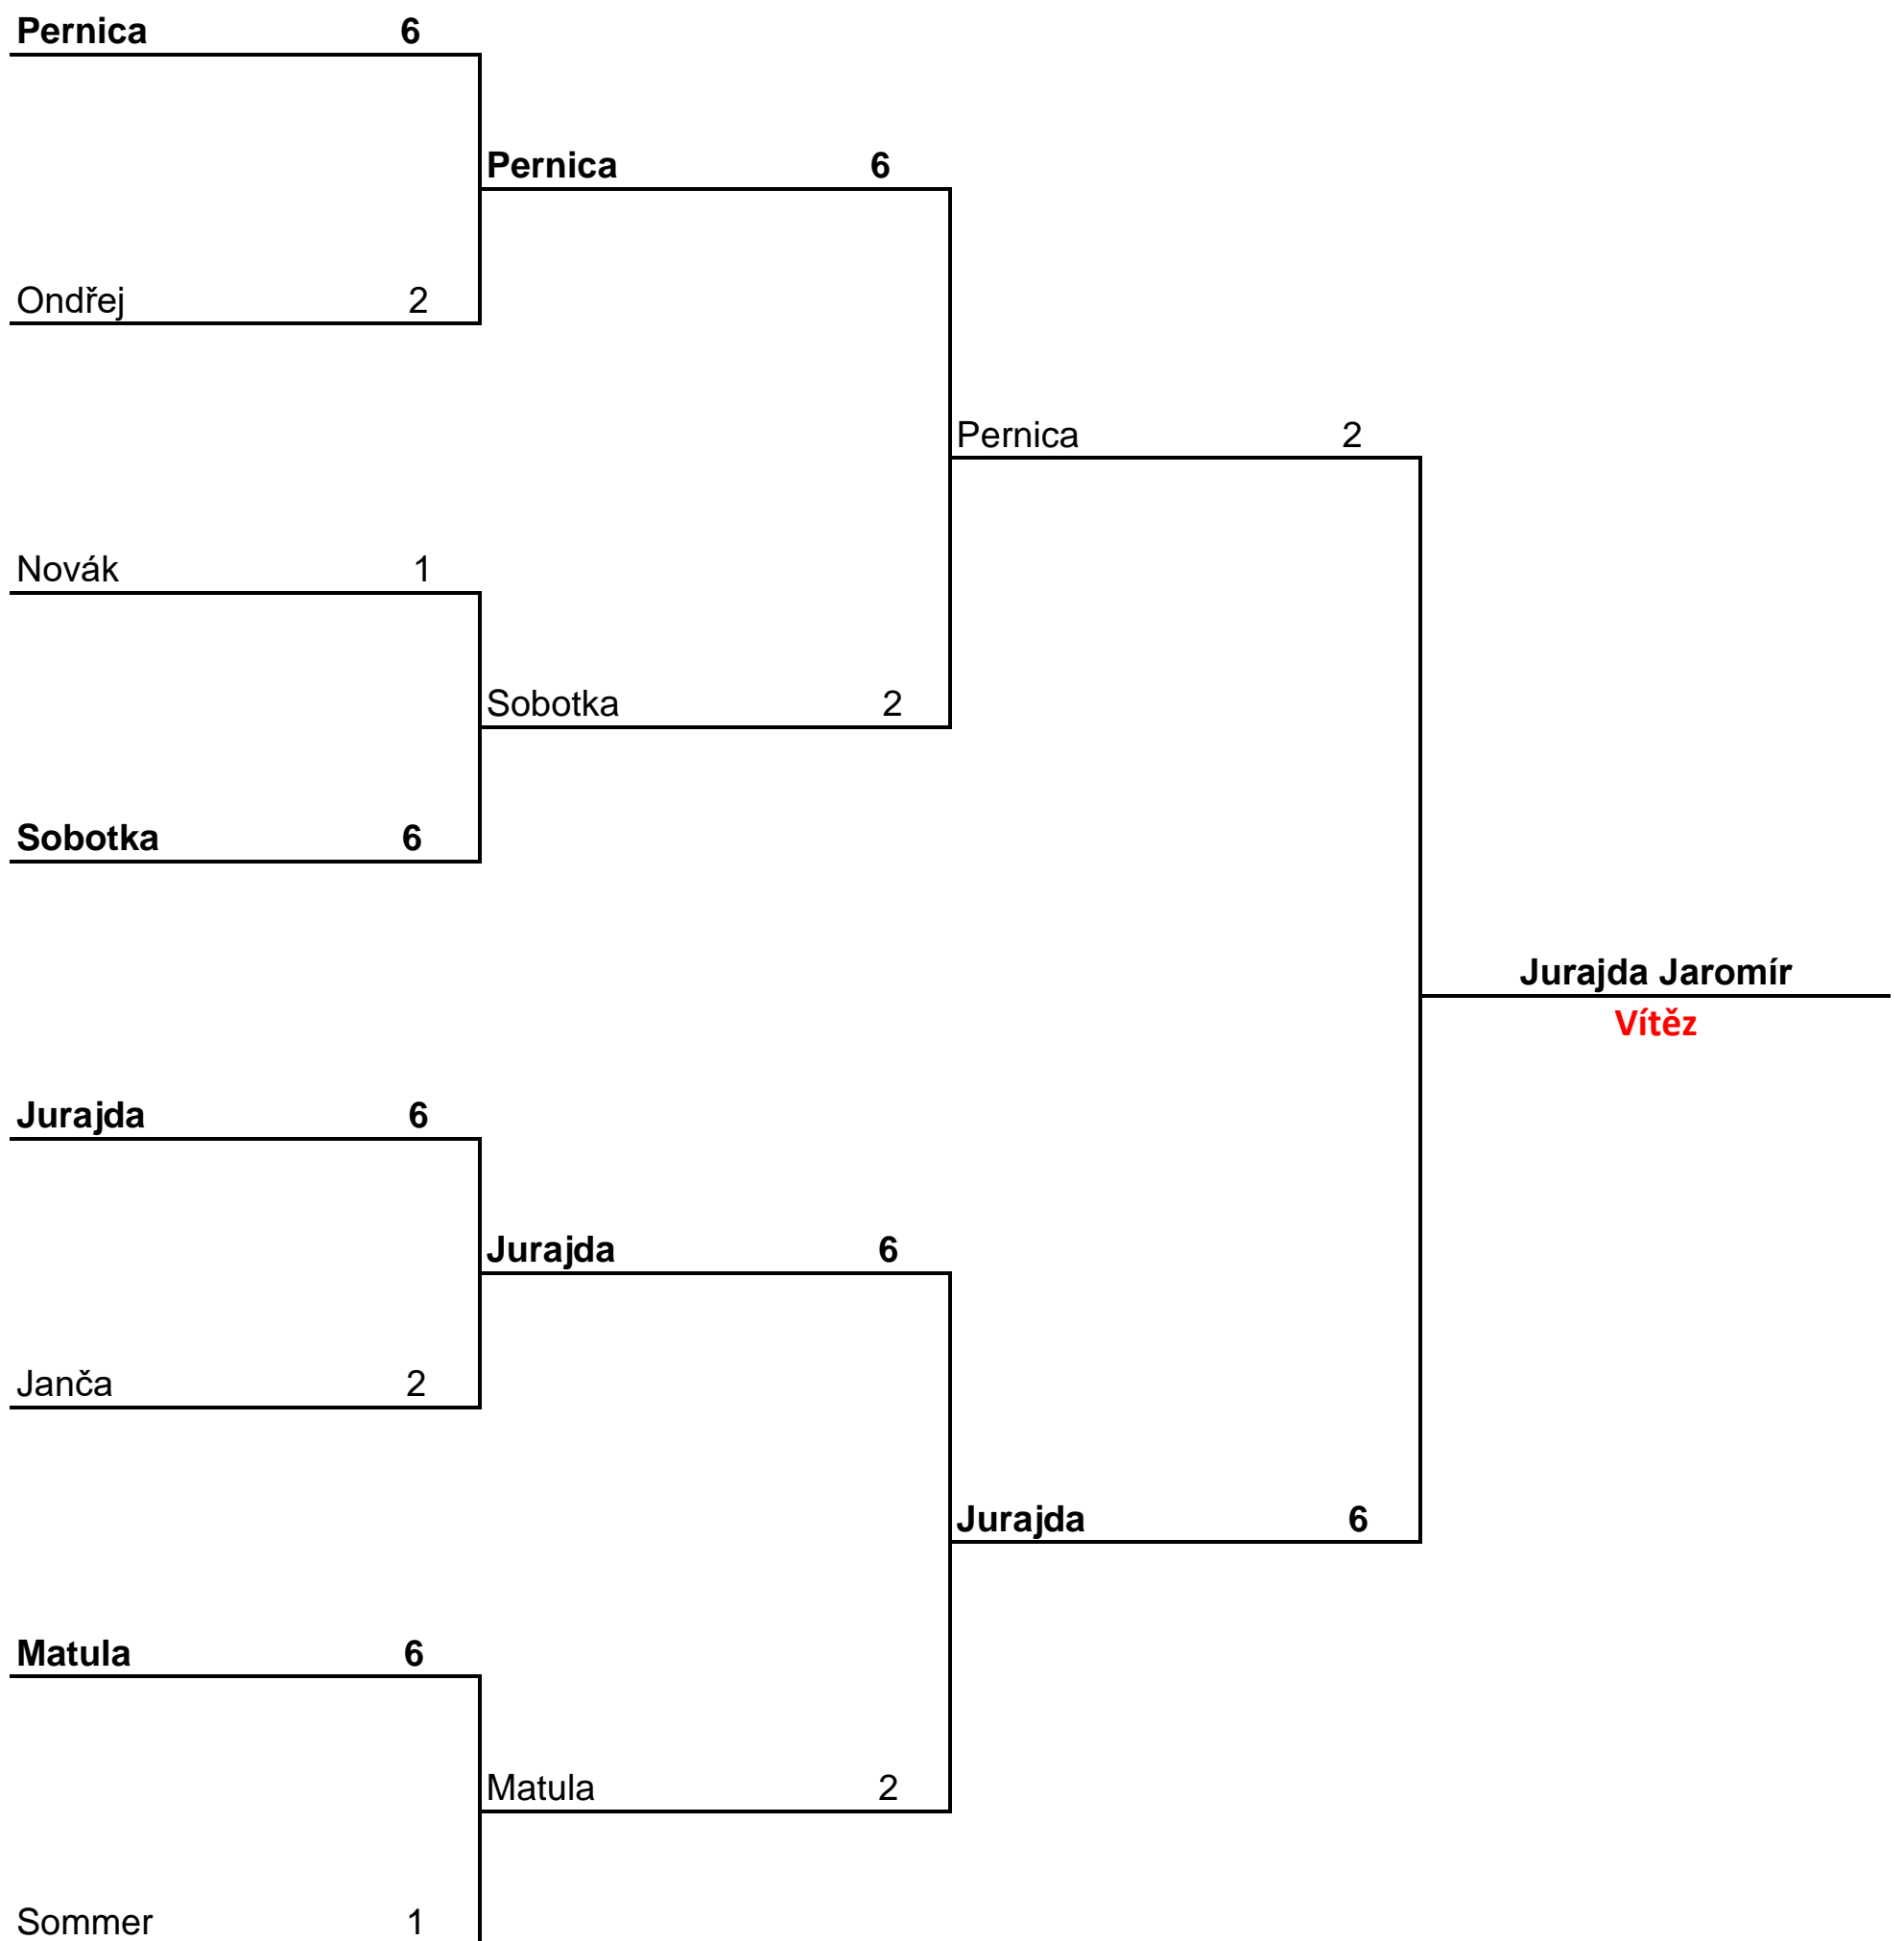 Pernica 6
Pernica 6
Ondřej 2
Pernica 2
Novák 1
Sobotka 2
Sobotka 6
Jurajda Jaromír
Vítěz
Jurajda 6
Jurajda 6
Janča 2
Jurajda 6
Matula 6
Matula 2
Sommer 1